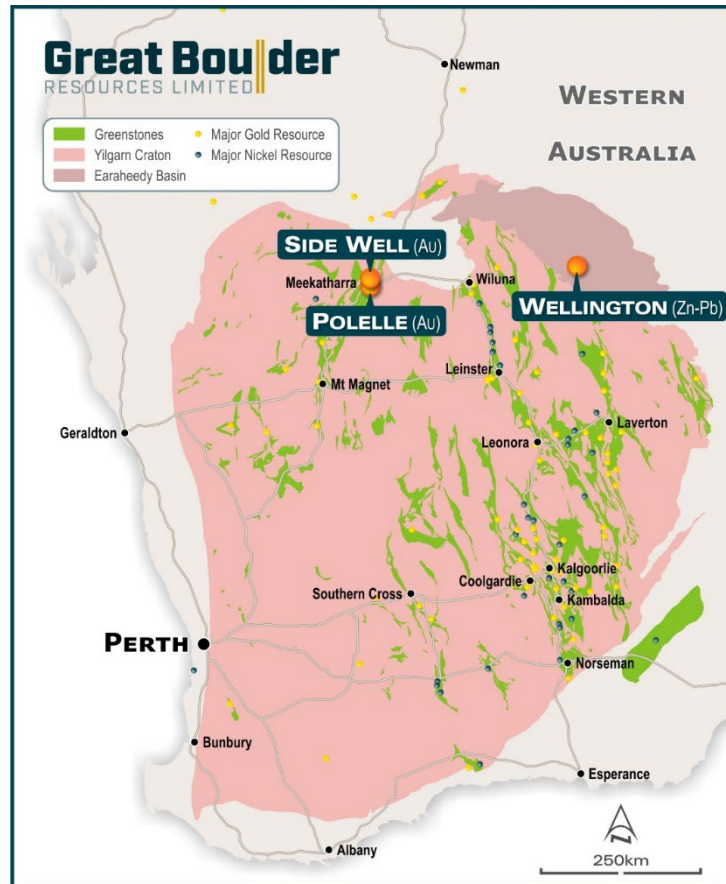 Great Boulder
RESOURCES LIMITED
Greenstones
Major Gold Resource
Yilgarn Craton
Major Nickel Resource
Earaheedy Basin
Newman
WESTERN
AUSTRALIA
SIDE WELL (Au)
Meekatharra
Wiluna
POLELLE (Au)
WELLINGTON (Zn-Pb)
Leinster
Mt Magnet
Geraldton
Laverton
Leonora
Kalgoorlie
Coolgardie
Southern Cross
Kambalda
PERTH
Norseman
Bunbury
Esperance
Albany
N
250km